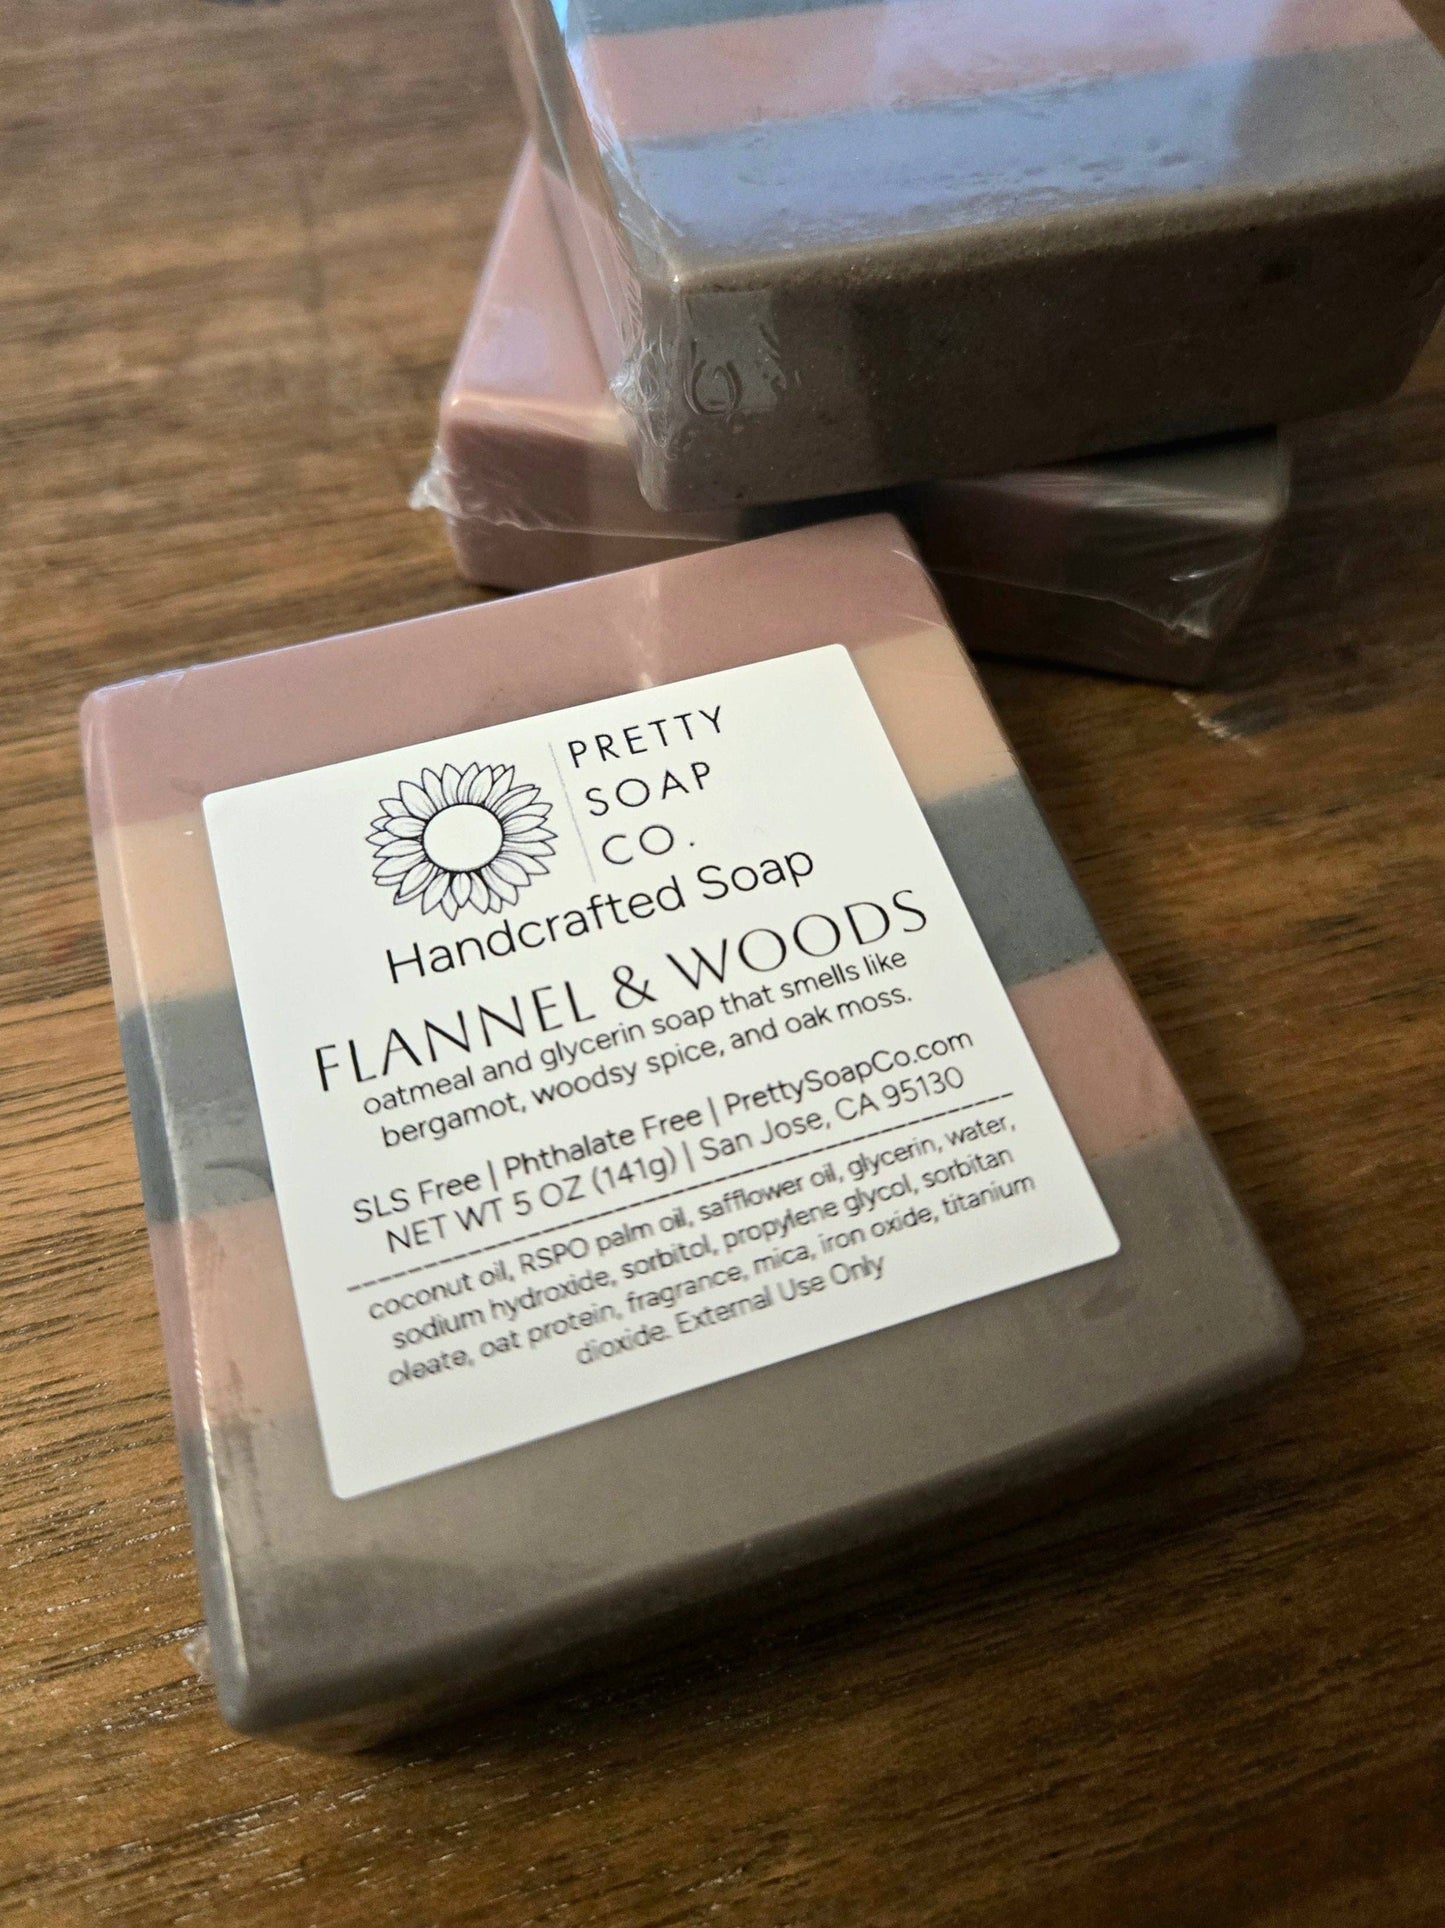 PRETTY
SOAP
CO.
Handcrafted Soap
FLANNEL & WOODS
oatmeal and glycerin soap that smells like
bergamot, woodsy spice, and oak moss.
SLS Free | Phthalate Free | PrettySoapCo.com
NET WT 5 OZ (141g) | San Jose, CA 95130
coconut oil, RSPO palm oil, safflower oil, glycerin, water,
sodium hydroxide, sorbitol, propylene glycol, sorbitan
oleate, oat protein, fragrance, mica, iron oxide, titanium
dioxide. External Use Only